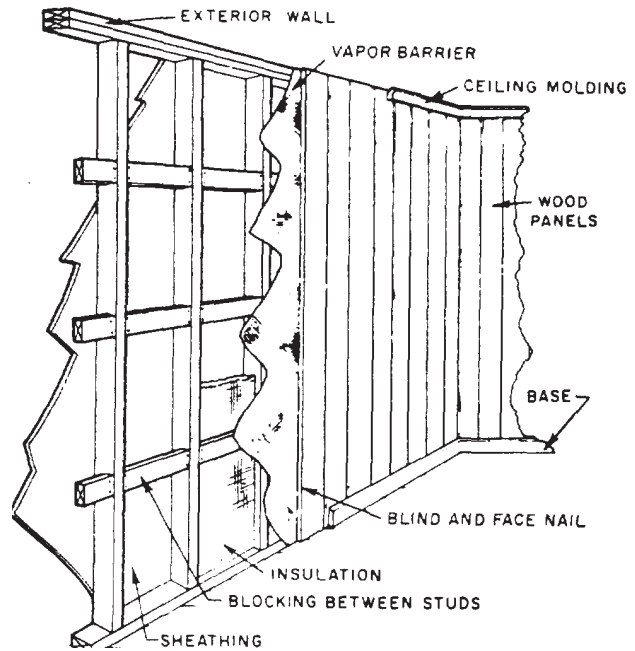 EXTERIOR WALL
VAPOR BARRIER
CEILING MOLDING
WOOD
PANELS
BASE
BLIND AND FACE NAIL
INSULATION
BLOCKING BETWEEN STUDS
SHEATHING